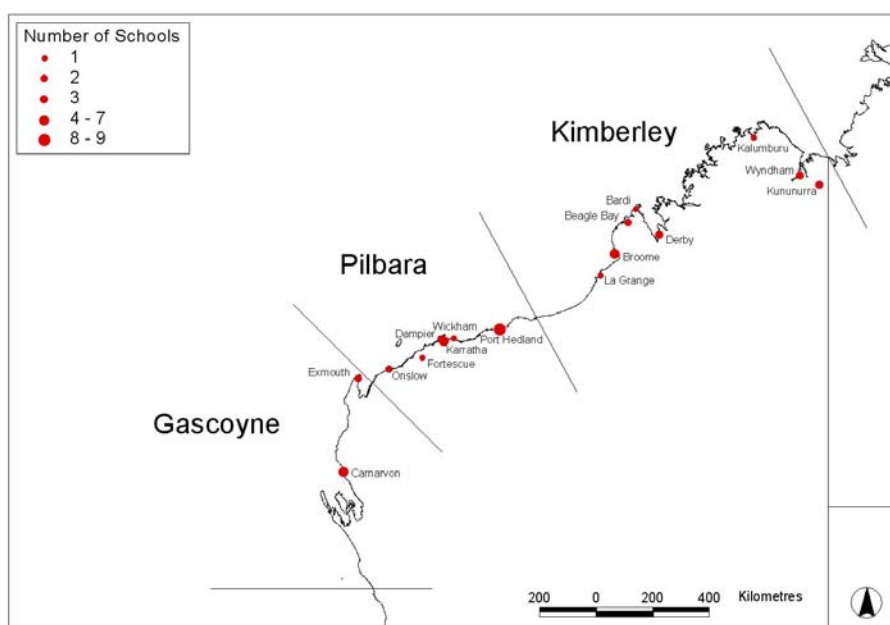 Number of Schools
1
2
3
4 - 7
8 - 9
Kimberley
Kalumburu
Wyndham
Kununurra
Bardi
Beagle Bay
Derby
Broome
La Grange
Pilbara
Wickham
Dampier
Port Hedland
Karratha
Fortescue
Onslow
Exmouth
Gascoyne
Carnarvon
200 0 200 400 Kilometres